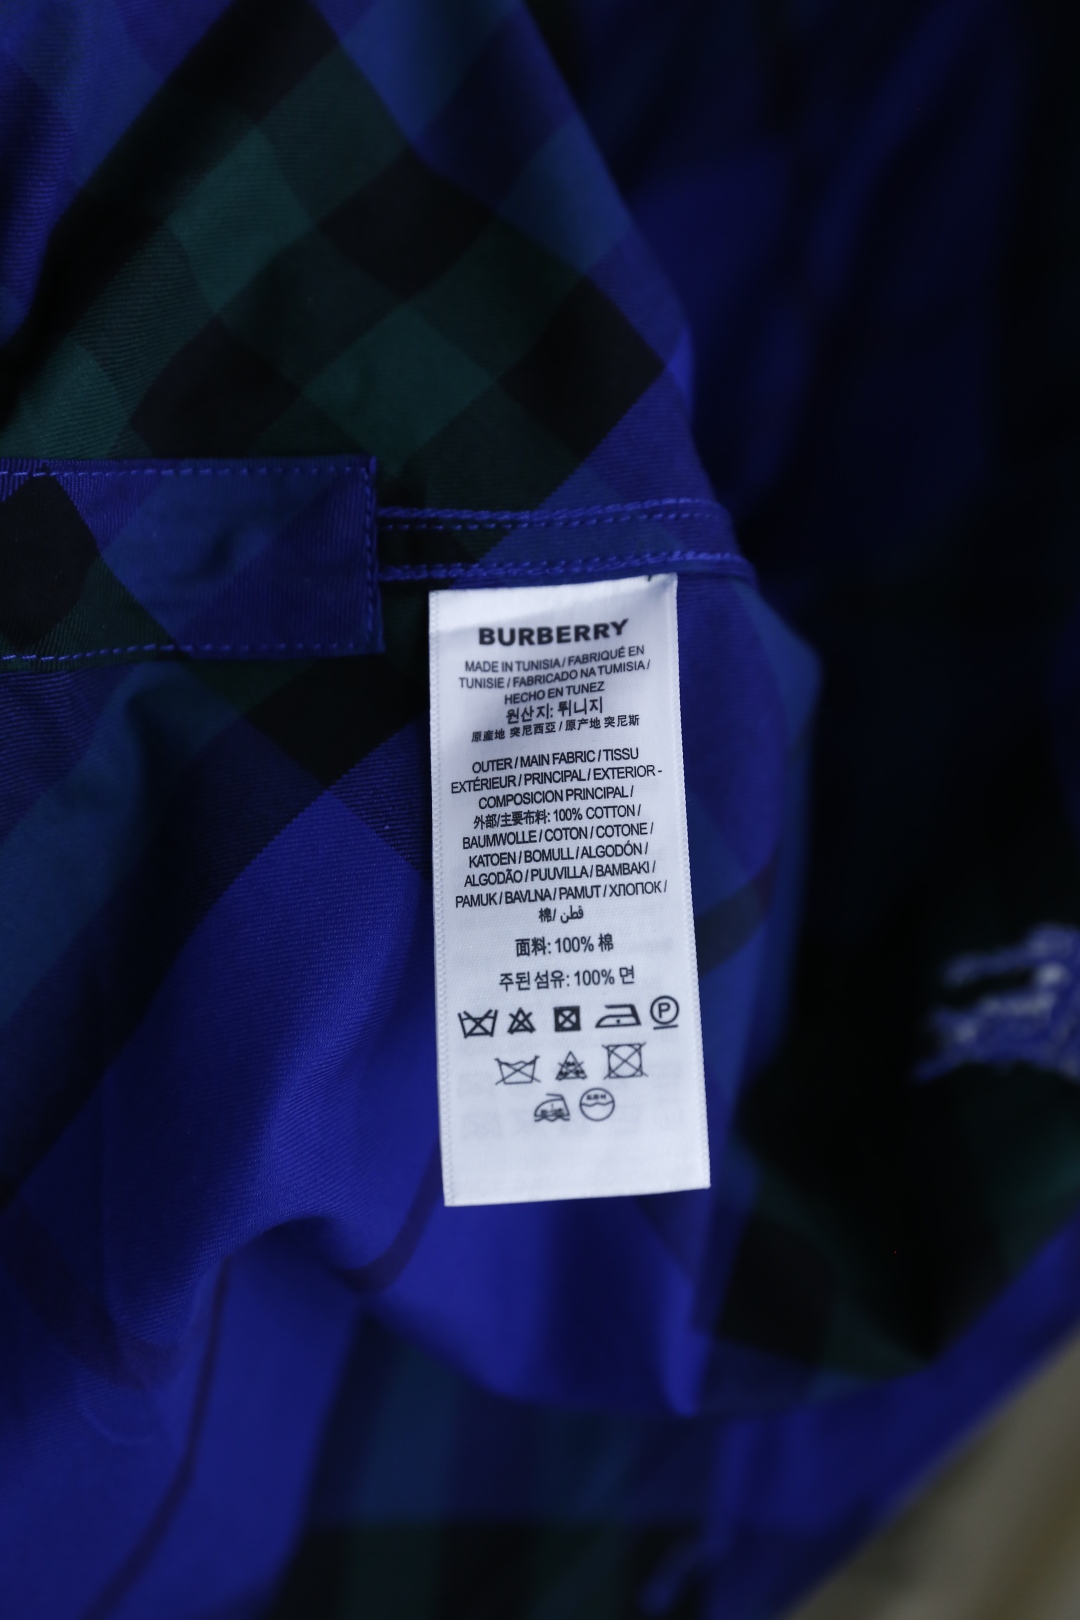 BURBERRY
MADE IN TUNISIA / FABRIQUÉ EN
TUNISIE / FABRICADO NA TUMISIA /
HECHO EN TUNEZ
원산지: 튀니지
原產地 突尼西亞 / 原产地 突尼斯
OUTER / MAIN FABRIC / TISSU
EXTÉRIEUR / PRINCIPAL / EXTERIOR -
COMPOSICION PRINCIPAL /
外部/主要布料: 100% COTTON /
BAUMWOLLE / COTON / COTONE /
KATOEN / BOMULL / ALGODÓN /
ALGODÃO / PUUVILLA / BAMBAKI /
PAMUK / BAVLNA / PAMUT / ХЛОПОК /
棉/ قطن
面料: 100% 棉
주된 섬유: 100% 면
P